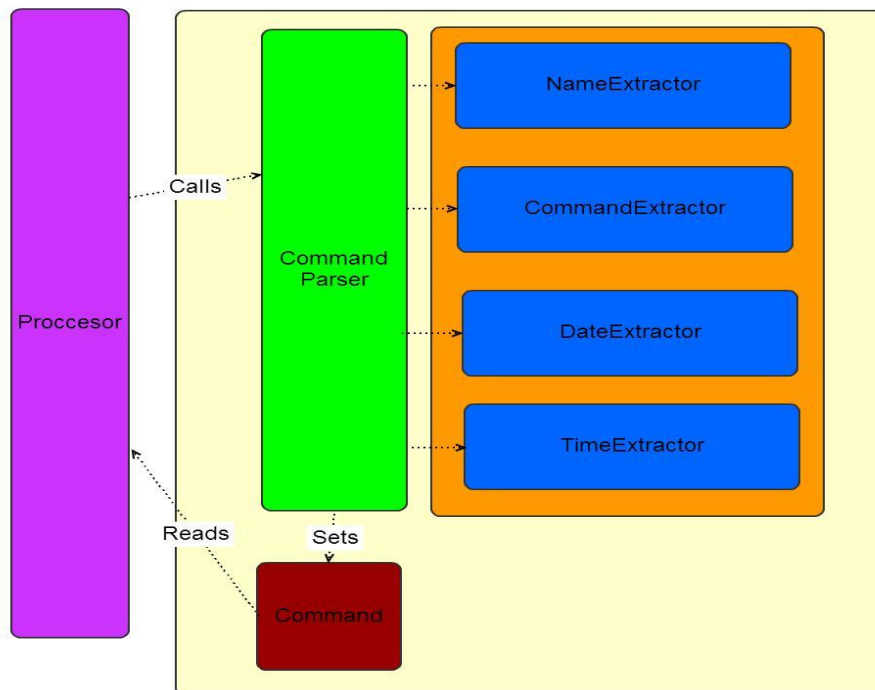 NameExtractor
Calls
CommandExtractor
Command
Parser
Proccesor
DateExtractor
TimeExtractor
Reads
Sets
Command